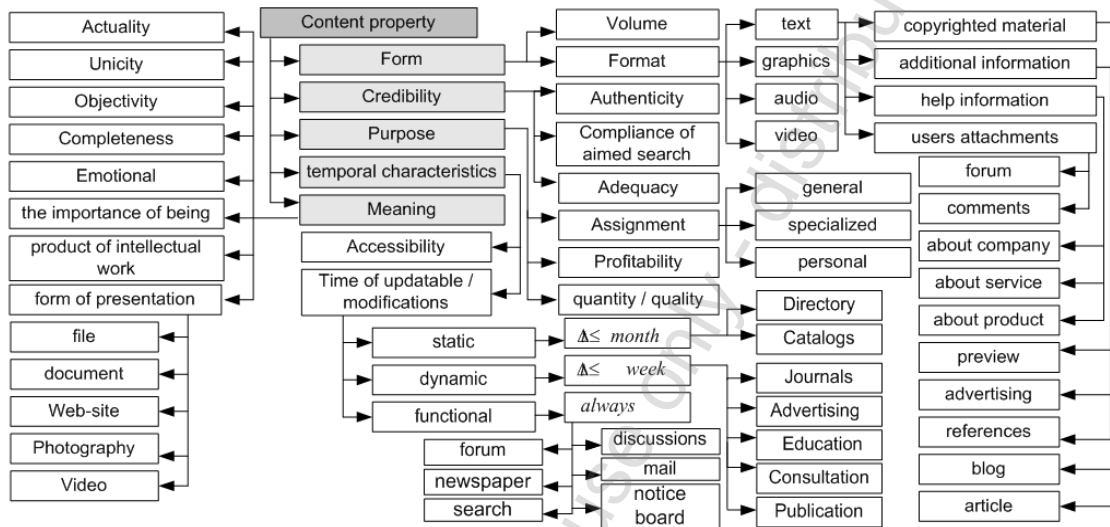 Content property
Actuality
Unicity
Objectivity
Completeness
Emotional
the importance of being
product of intellectual
work
form of presentation
file
document
Web-site
Photography
Video
Form
Credibility
Purpose
temporal characteristics
Meaning
Accessibility
Time of updatable /
modifications
static
dynamic
functional
forum
newspaper
search
Volume
Format
Authenticity
Compliance of
aimed search
Adequacy
Assignment
Profitability
quantity / quality
≤ month
≤ week
always
discussions
mail
notice
board
text
graphics
audio
video
general
specialized
personal
Directory
Catalogs
Journals
Advertising
Education
Consultation
Publication
copyrighted material
additional information
help information
users attachments
forum
comments
about company
about service
about product
preview
advertising
references
blog
article
use only - distribu